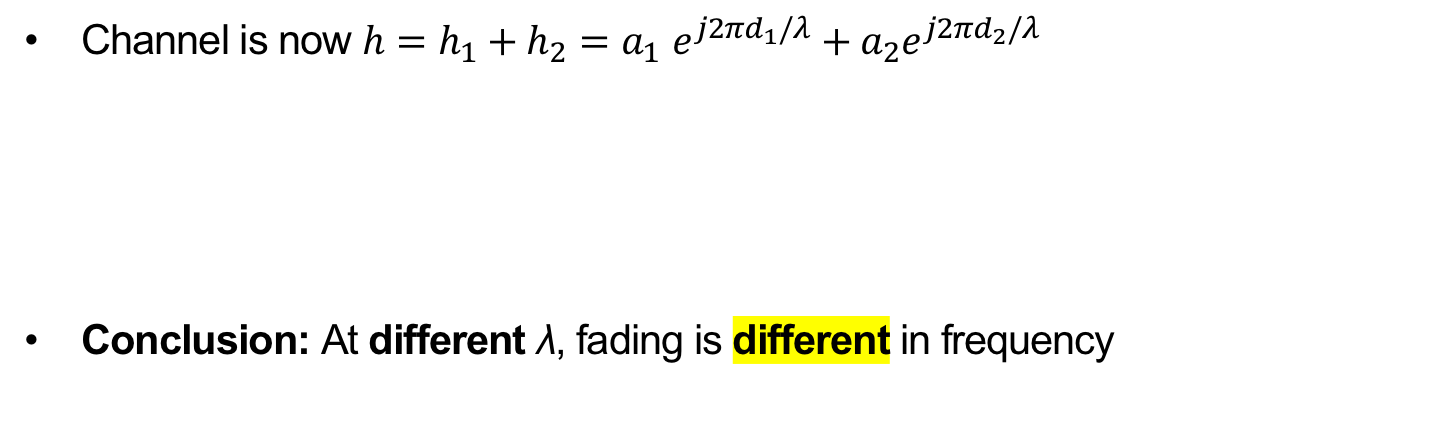 • Channel is now h = h₁ + h₂ = a₁ e^{j2πd₁/λ} + a₂e^{j2πd₂/λ}
• Conclusion: At different λ, fading is different in frequency